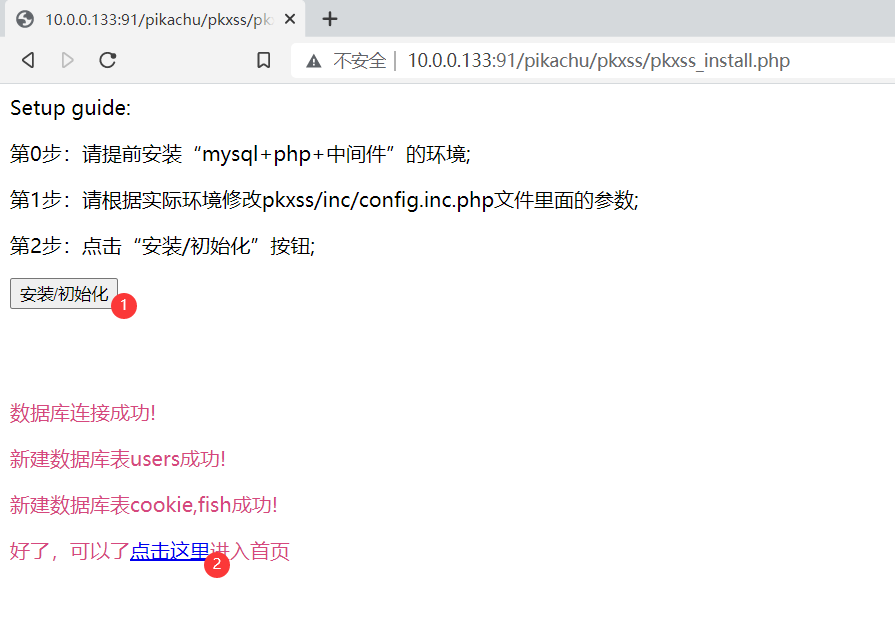 10.0.0.133:91/pikachu/pkxss/pk
不安全 | 10.0.0.133:91/pikachu/pkxss/pkxss_install.php
Setup guide:
第0步：请提前安装“mysql+php+中间件”的环境;
第1步：请根据实际环境修改pkxss/inc/config.inc.php文件里面的参数;
第2步：点击“安装/初始化”按钮;
安装/初始化
1
数据库连接成功!
新建数据库表users成功!
新建数据库表cookie,fish成功!
好了，可以了点击这里进入首页
2